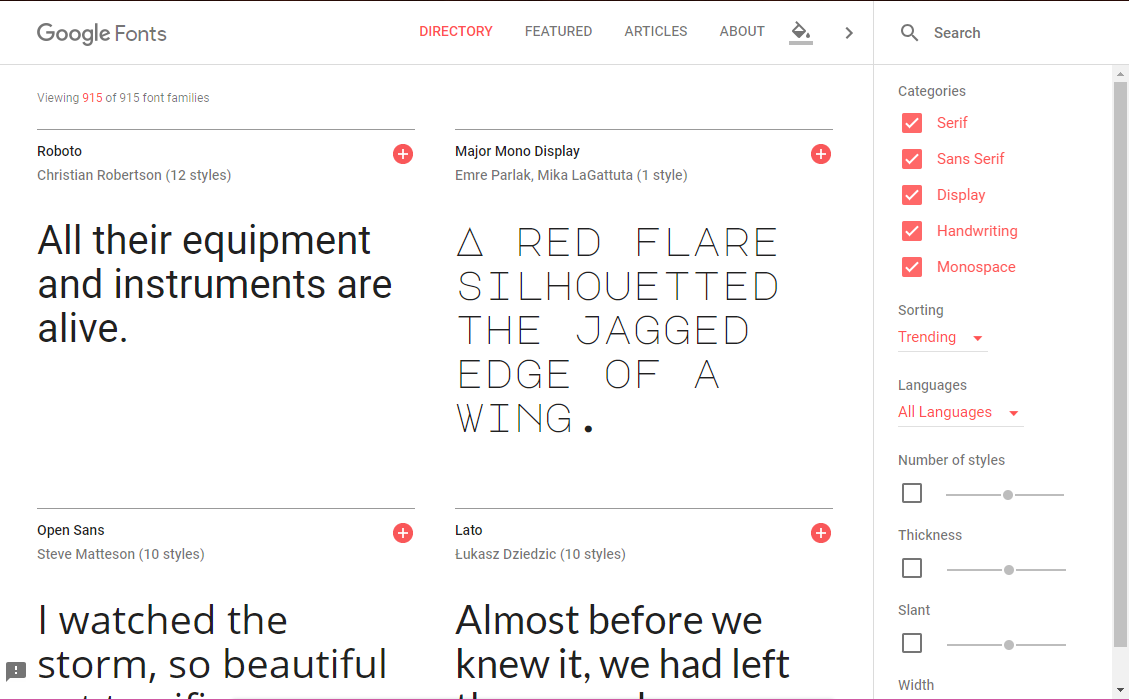 Google Fonts
DIRECTORY
FEATURED
ARTICLES
ABOUT
Search
Viewing 915 of 915 font families
Roboto
Christian Robertson (12 styles)
All their equipment
and instruments are
alive.
Major Mono Display
Emre Parlak, Mika LaGattuta (1 style)
A RED FLARE
SILHOUETTED
THE JAGGED
EDGE OF A
WING.
Open Sans
Steve Matteson (10 styles)
I watched the
storm, so beautiful
Lato
Łukasz Dziedzic (10 styles)
Almost before we
knew it, we had left
Categories
Serif
Sans Serif
Display
Handwriting
Monospace
Sorting
Trending
Languages
All Languages
Number of styles
Thickness
Slant
Width